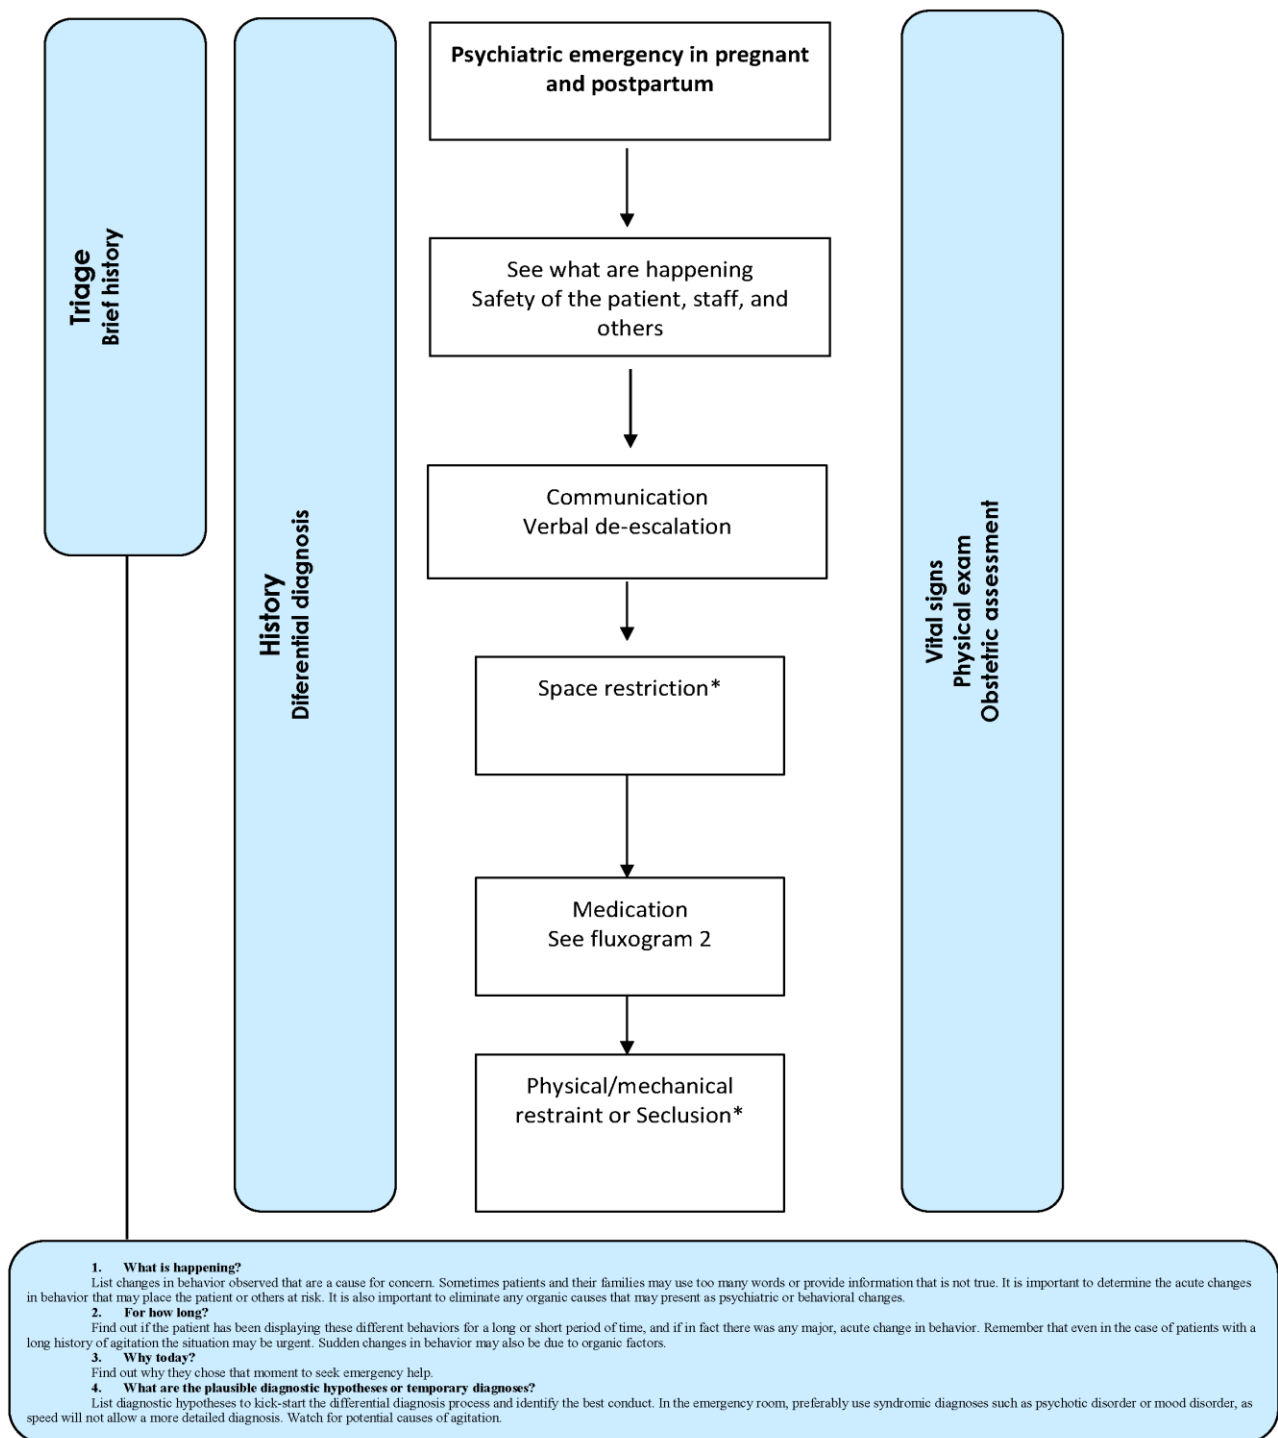 Triage
Brief history
History
Diferential diagnosis
Psychiatric emergency in pregnant
and postpartum
See what are happening
Safety of the patient, staff, and
others
Communication
Verbal de-escalation
Space restriction*
Medication
See fluxogram 2
Physical/mechanical
restraint or Seclusion*
Vital signs
Physical exam
Obstetric assessment
1. What is happening?
List changes in behavior observed that are a cause for concern. Sometimes patients and their families may use too many words or provide information that is not true. It is important to determine the acute changes
in behavior that may place the patient or others at risk. It is also important to eliminate any organic causes that may present as psychiatric or behavioral changes.
2. For how long?
Find out if the patient has been displaying these different behaviors for a long or short period of time, and if in fact there was any major, acute change in behavior. Remember that even in the case of patients with a
long history of agitation the situation may be urgent. Sudden changes in behavior may also be due to organic factors.
3. Why today?
Find out why they chose that moment to seek emergency help.
4. What are the plausible diagnostic hypotheses or temporary diagnoses?
List diagnostic hypotheses to kick-start the differential diagnosis process and identify the best conduct. In the emergency room, preferably use syndromic diagnoses such as psychotic disorder or mood disorder, as
speed will not allow a more detailed diagnosis. Watch for potential causes of agitation.